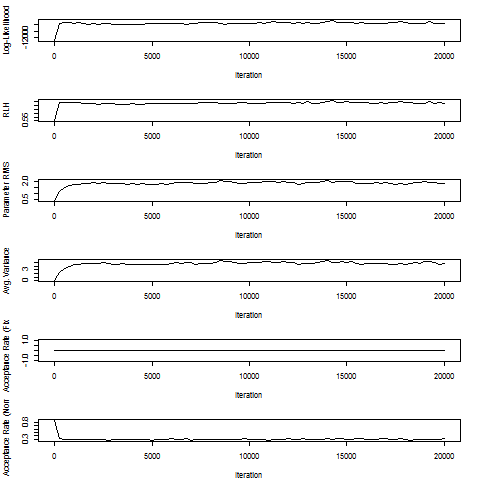 Log-Likelihood
-12000
0 5000 10000 15000 20000
Iteration
RLH
0.55
0 5000 10000 15000 20000
Iteration
Parameter RMS
0.5 2.0
0 5000 10000 15000 20000
Iteration
Avg. Variance
0 3
0 5000 10000 15000 20000
Iteration
Acceptance Rate (Fix
-1.0 1.0
0 5000 10000 15000 20000
Iteration
Acceptance Rate (Norr
0.3 0.8
0 5000 10000 15000 20000
Iteration